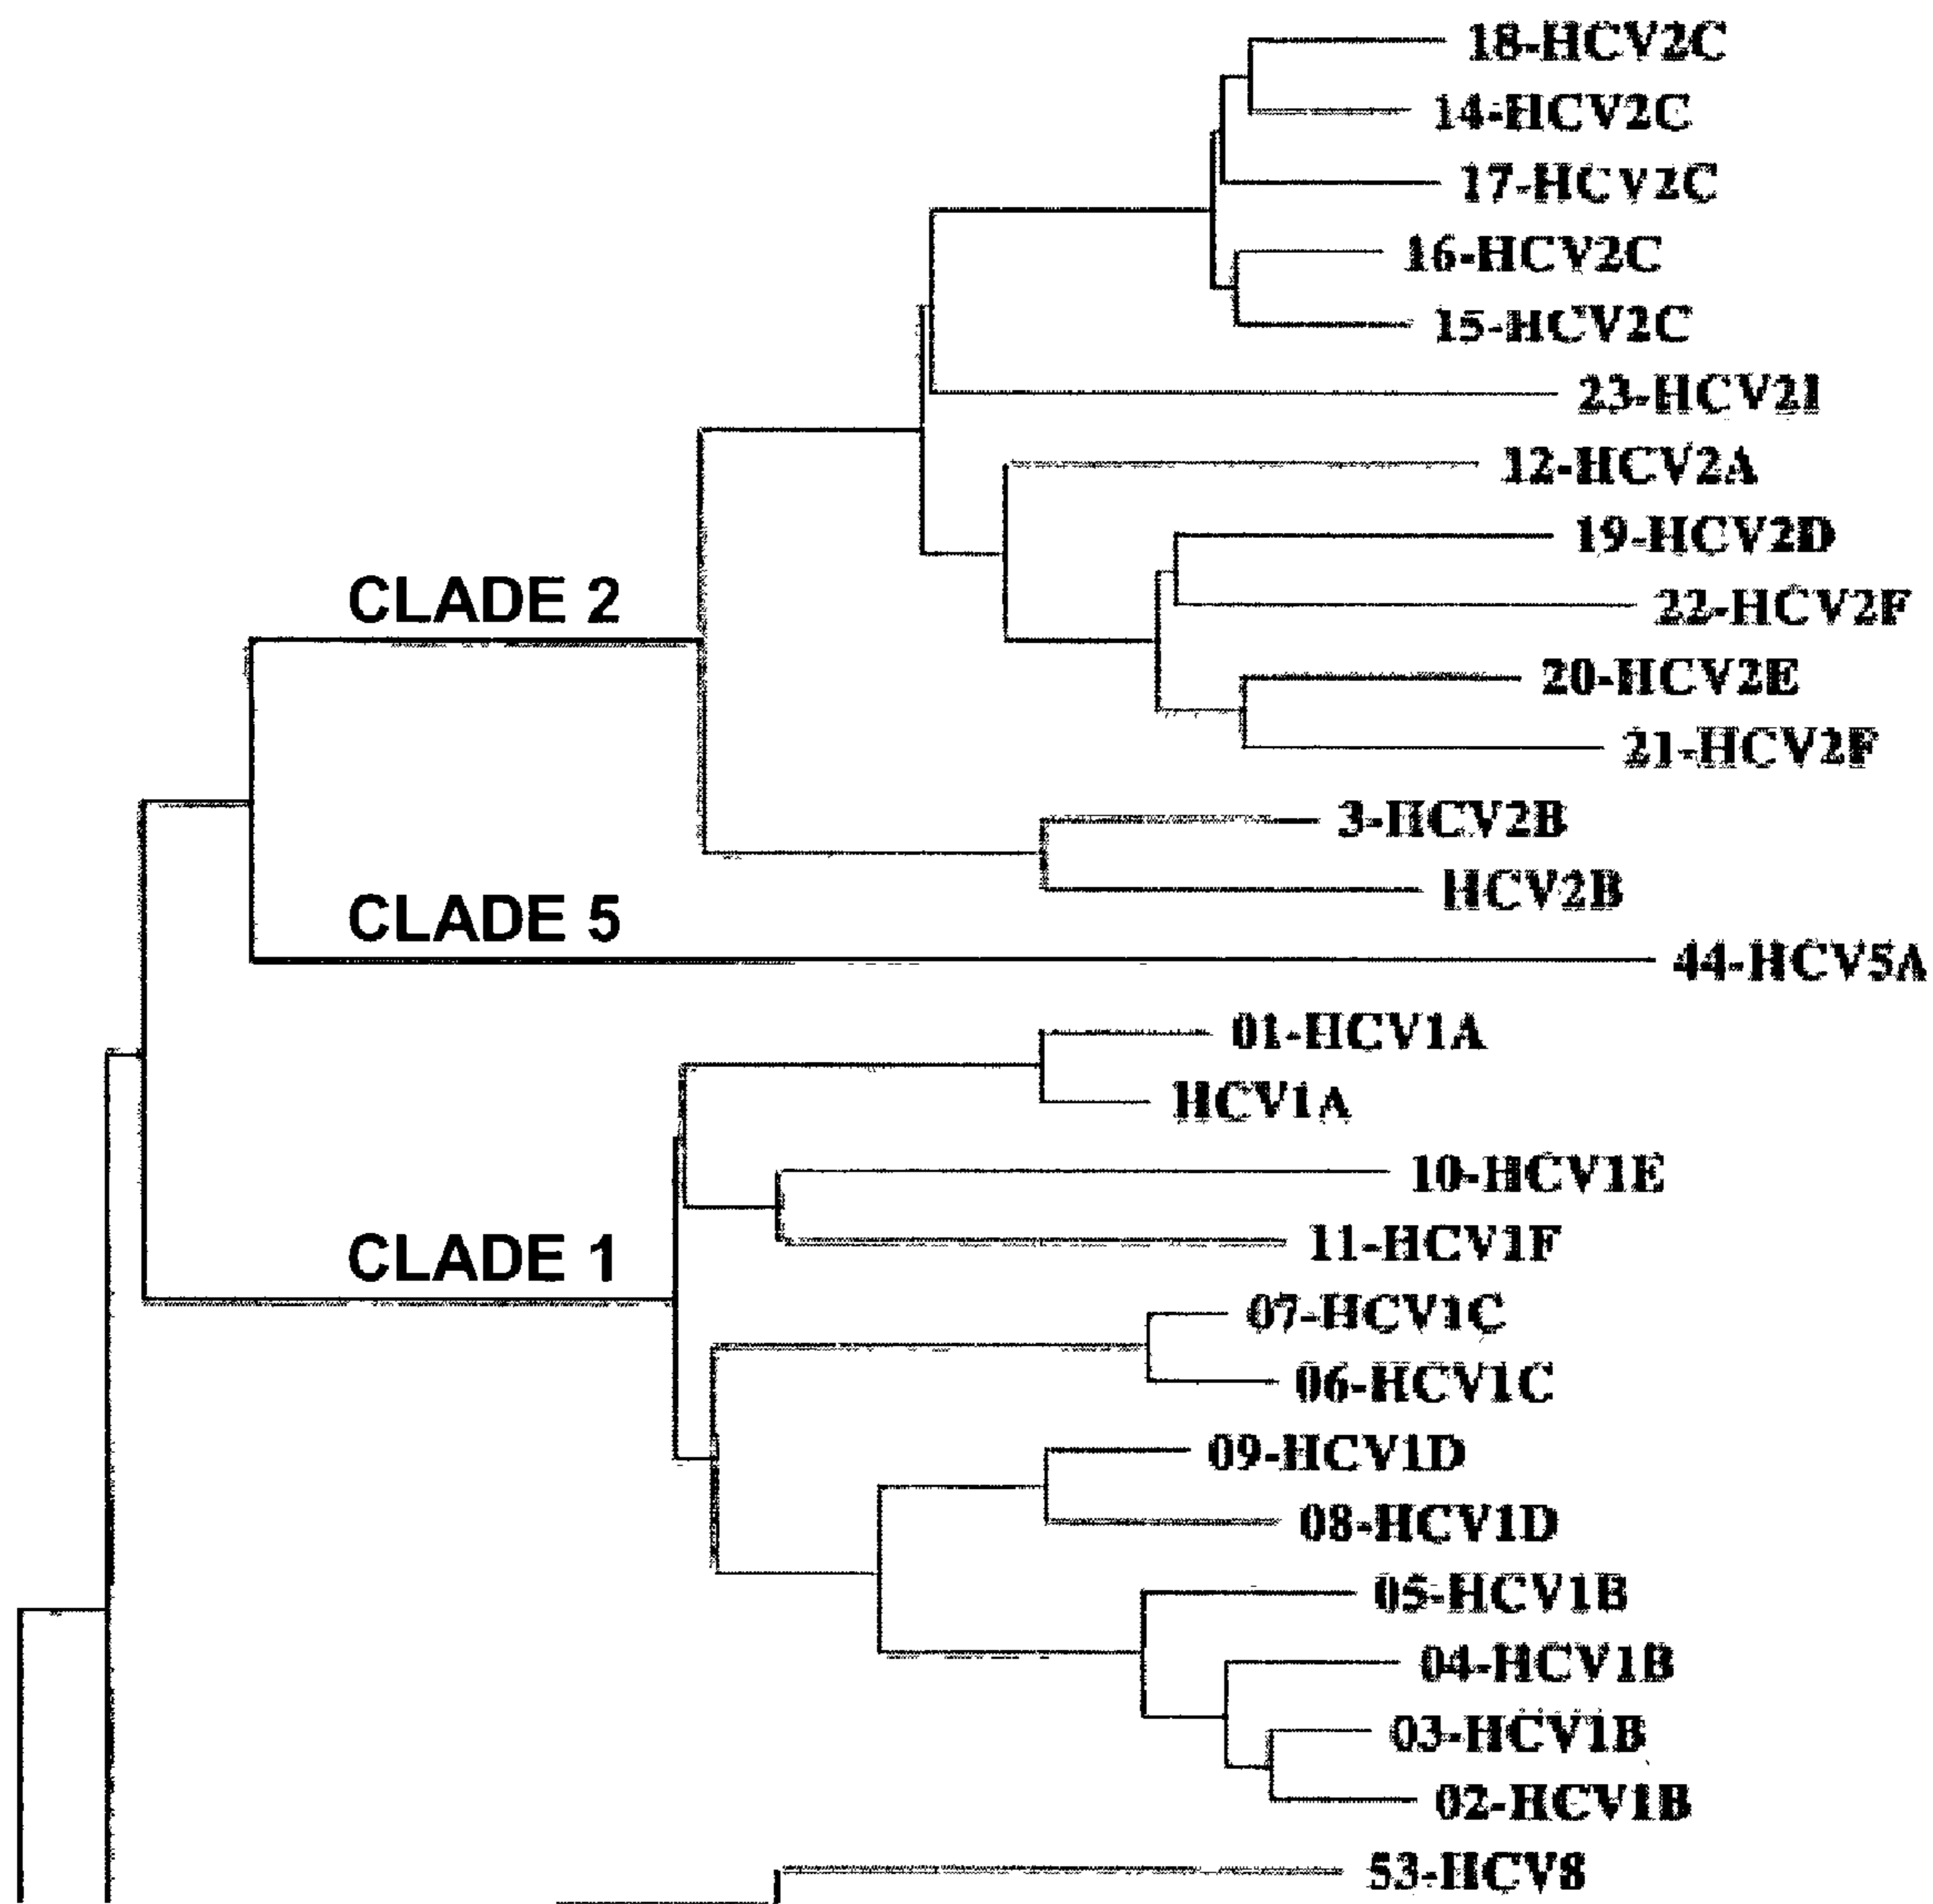 18-HCV2C
14-HCV2C
17-HCV2C
16-HCV2C
15-HCV2C
23-HCV2I
12-HCV2A
19-HCV2D
CLADE 2
22-HCV2F
20-HCV2E
21-HCV2F
3-HCV2B
HCV2B
CLADE 5
44-HCV5A
01-HCV1A
HCV1A
10-HCV1E
11-HCV1F
CLADE 1
07-HCV1C
06-HCV1C
09-HCV1D
08-HCV1D
05-HCV1B
04-HCV1B
03-HCV1B
02-HCV1B
53-HCV8